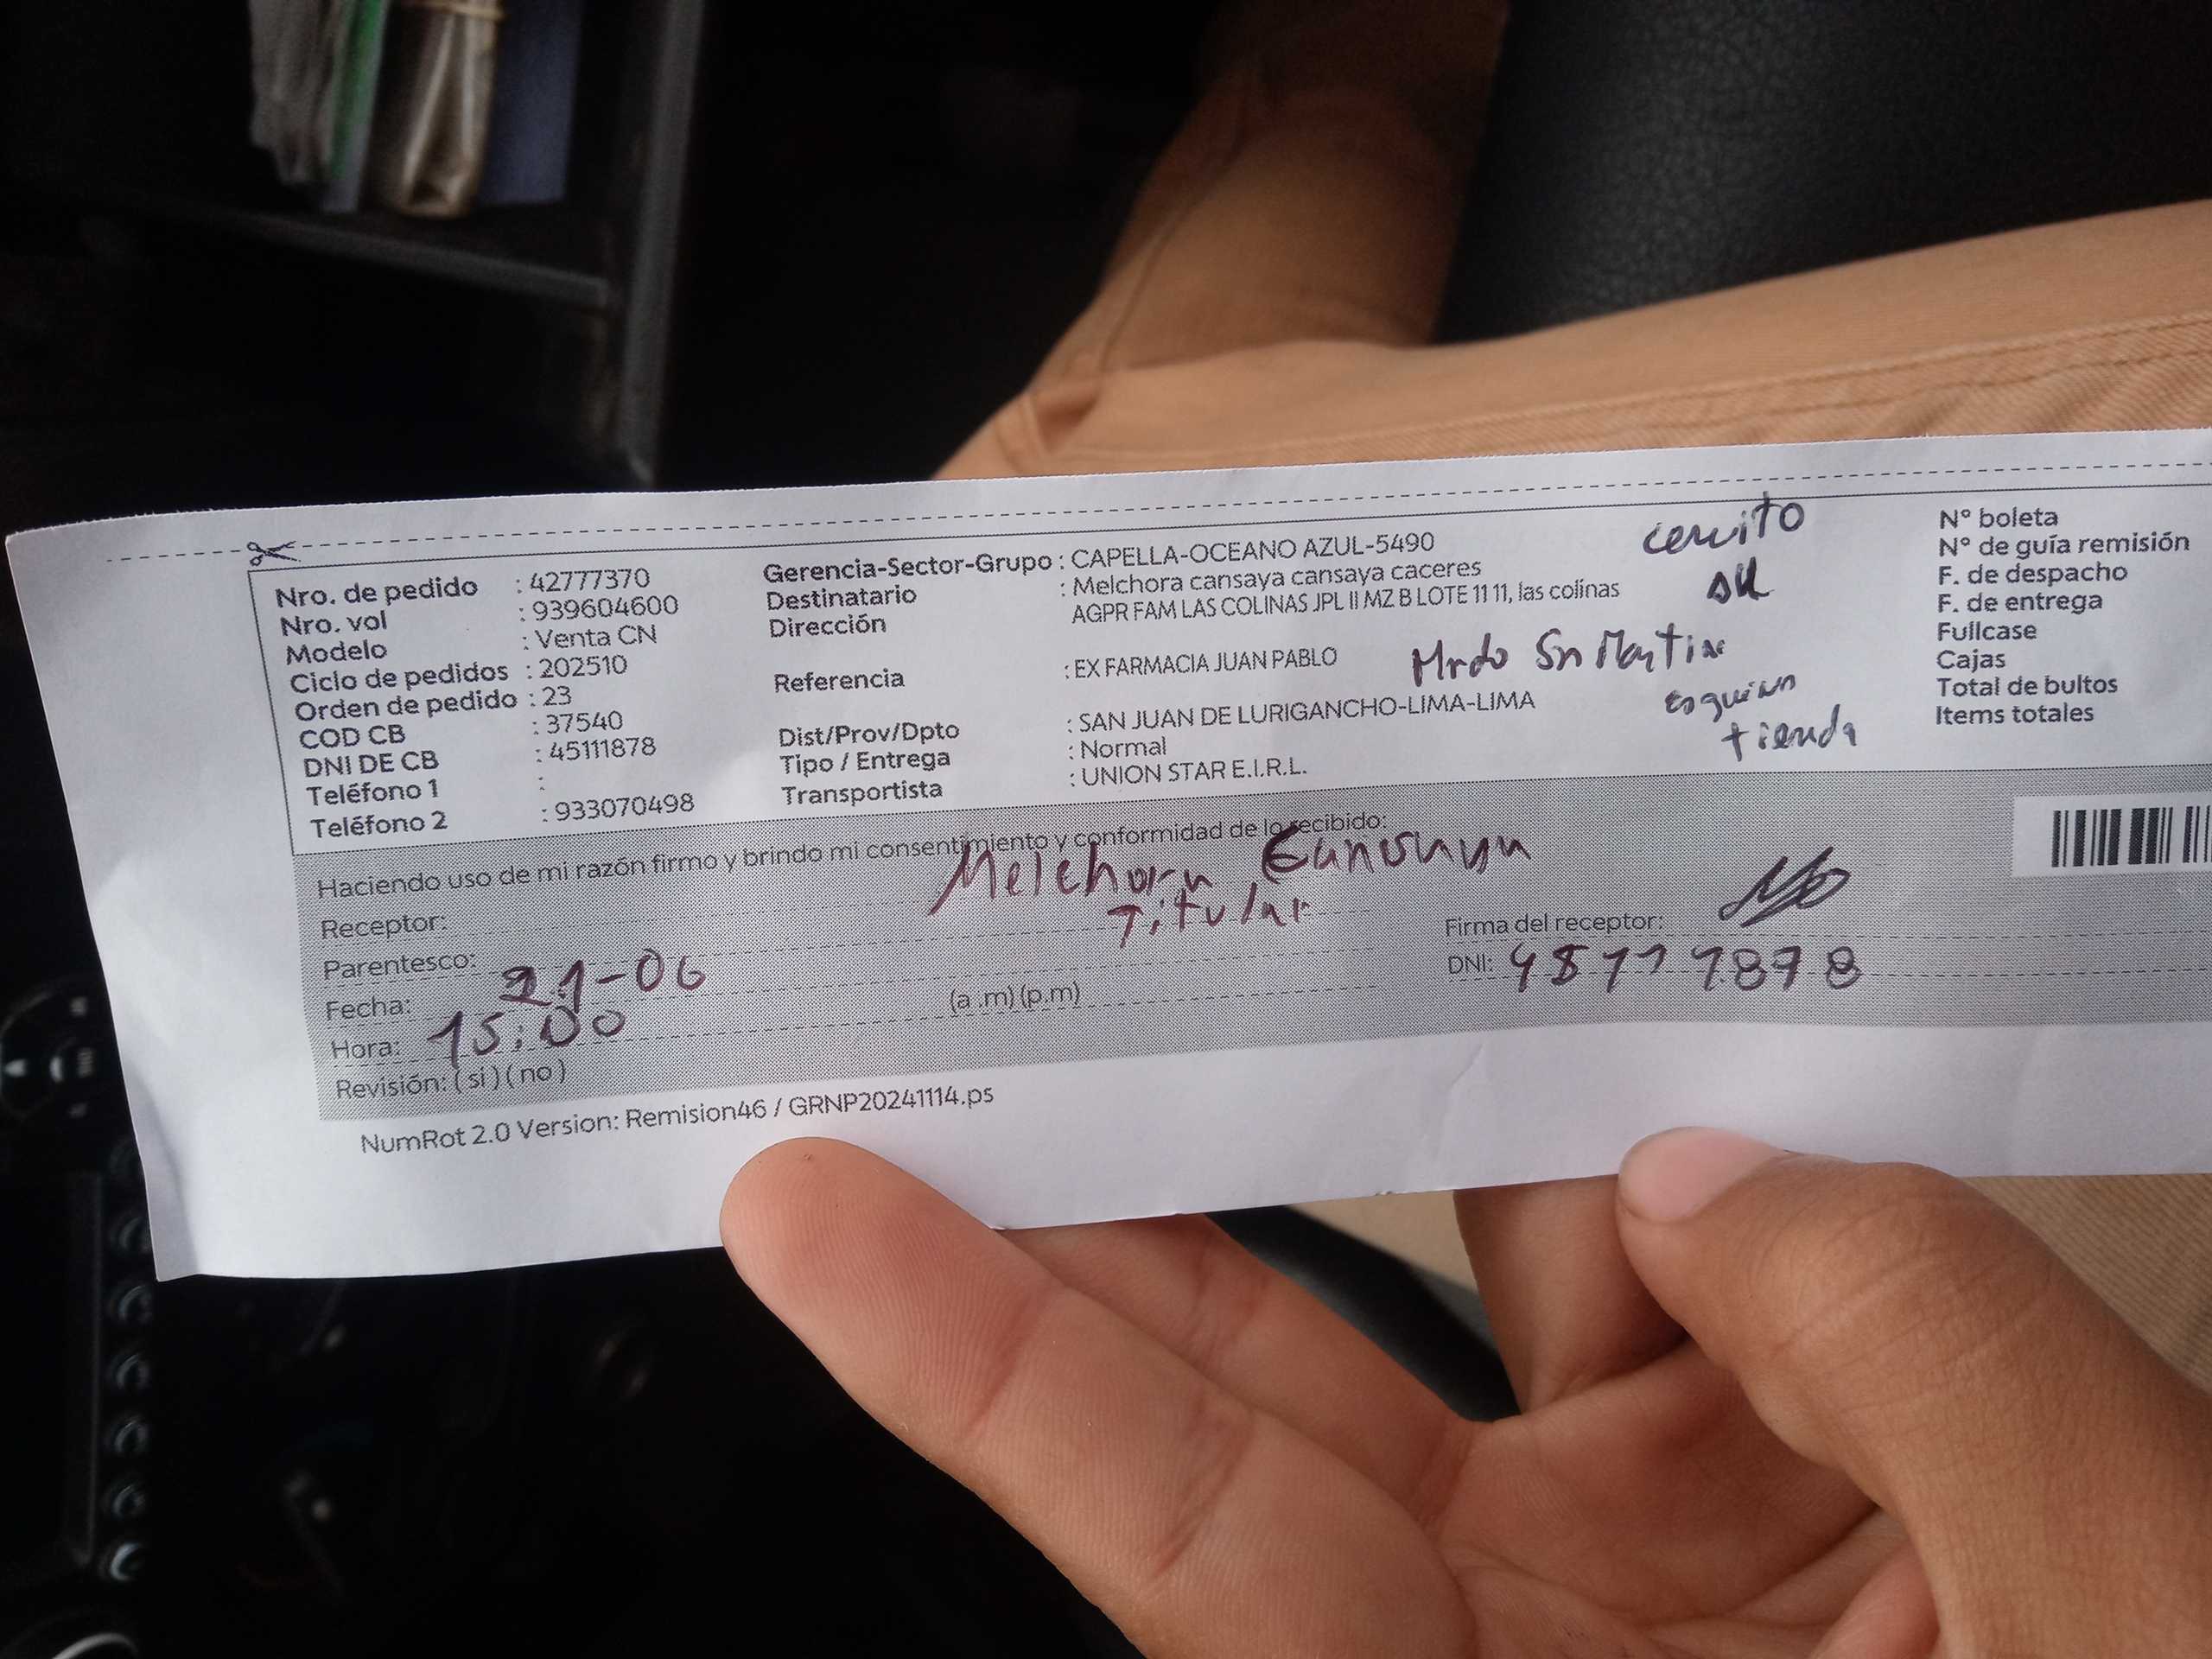 Nro. de pedido : 42777370
Nro. vol : 939604600
Modelo : Venta CN
Ciclo de pedidos : 202510
Orden de pedido : 23
COD CB : 37540
DNI DE CB : 45111878
Teléfono 1 :
Teléfono 2 : 933070498
Gerencia-Sector-Grupo : CAPELLA-OCEANO AZUL-5490
Destinatario : Melchora cansaya cansaya caceres
Dirección AGPR FAM LAS COLINAS JPL II MZ B LOTE 11 11, las colinas
Referencia : EX FARMACIA JUAN PABLO
Dist/Prov/Dpto : SAN JUAN DE LURIGANCHO-LIMA-LIMA
Tipo / Entrega : Normal
Transportista : UNION STAR E.I.R.L.
cerrito
Mrdo Sn Martin
esquina
tienda
N° boleta
N° de guía remisión
F. de despacho
F. de entrega
Fullcase
Cajas
Total de bultos
Items totales
Haciendo uso de mi razón firmo y brindo mi consentimiento y conformidad de lo recibido:
Receptor: Melchora Cansaya
Parentesco: Titular
Fecha: 21-06
Hora: 15:00 (a .m) (p.m)
Revisión: ( si ) ( no )
Firma del receptor:
DNI: 45111878
NumRot 2.0 Version: Remision46 / GRNP20241114.ps